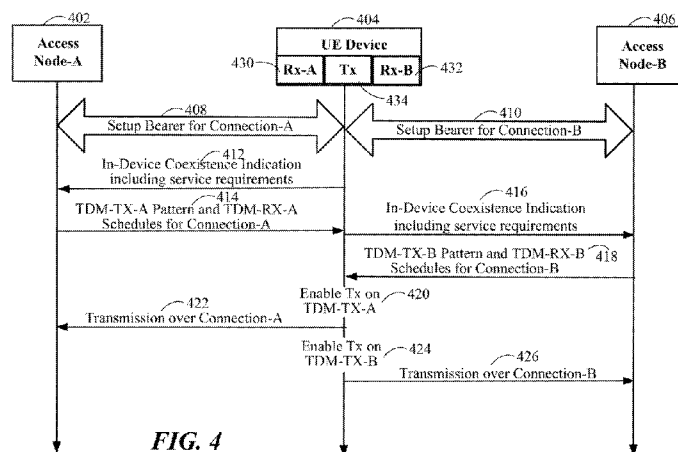 402
404
406
Access
Node-A
UE Device
Access
Node-B
430
Rx-A
Tx
Rx-B
432
434
408
Setup Bearer for Connection-A
410
Setup Bearer for Connection-B
412
In-Device Coexistence Indication
including service requirements
414
TDM-TX-A Pattern and TDM-RX-A
Schedules for Connection-A
416
In-Device Coexistence Indication
including service requirements
TDM-TX-B Pattern and TDM-RX-B
Schedules for Connection-B
418
Enable Tx on
TDM-TX-A
420
422
Transmission over Connection-A
Enable Tx on
TDM-TX-B
424
426
Transmission over Connection-B
FIG. 4